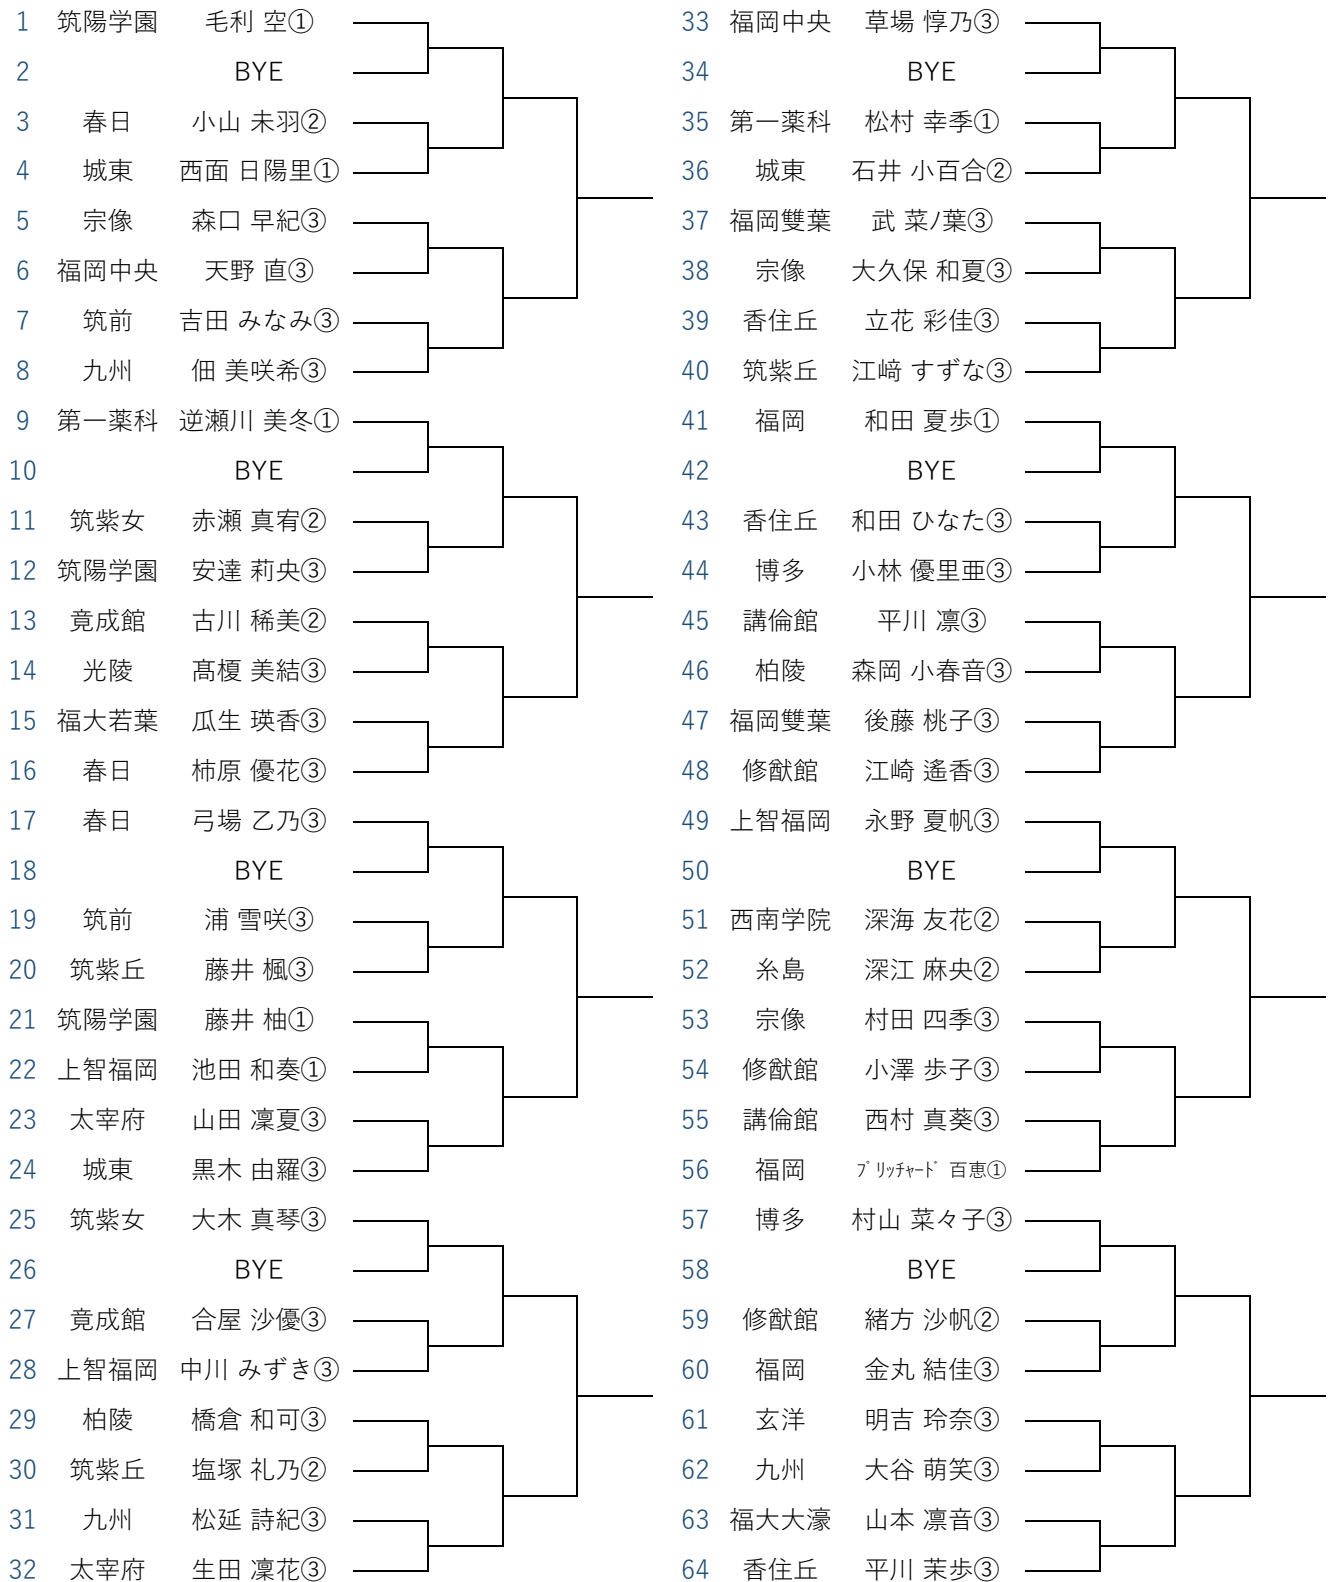 1 筑陽学園 毛利 空①
2 BYE
3 春日 小山 未羽②
4 城東 西面 日陽里①
5 宗像 森口 早紀③
6 福岡中央 天野 直③
7 筑前 吉田 みなみ③
8 九州 佃 美咲希③
9 第一薬科 逆瀬川 美冬①
10 BYE
11 筑紫女 赤瀬 真宥②
12 筑陽学園 安達 莉央③
13 竟成館 古川 稀美②
14 光陵 髙榎 美結③
15 福大若葉 瓜生 瑛香③
16 春日 柿原 優花③
17 春日 弓場 乙乃③
18 BYE
19 筑前 浦 雪咲③
20 筑紫丘 藤井 楓③
21 筑陽学園 藤井 柚①
22 上智福岡 池田 和奏①
23 太宰府 山田 凜夏③
24 城東 黒木 由羅③
25 筑紫女 大木 真琴③
26 BYE
27 竟成館 合屋 沙優③
28 上智福岡 中川 みずき③
29 柏陵 橋倉 和可③
30 筑紫丘 塩塚 礼乃②
31 九州 松延 詩紀③
32 太宰府 生田 凜花③
33 福岡中央 草場 惇乃③
34 BYE
35 第一薬科 松村 幸季①
36 城東 石井 小百合②
37 福岡雙葉 武 菜ノ葉③
38 宗像 大久保 和夏③
39 香住丘 立花 彩佳③
40 筑紫丘 江﨑 すずな③
41 福岡 和田 夏歩①
42 BYE
43 香住丘 和田 ひなた③
44 博多 小林 優里亜③
45 講倫館 平川 凛③
46 柏陵 森岡 小春音③
47 福岡雙葉 後藤 桃子③
48 修猷館 江崎 遙香③
49 上智福岡 永野 夏帆③
50 BYE
51 西南学院 深海 友花②
52 糸島 深江 麻央②
53 宗像 村田 四季③
54 修猷館 小澤 歩子③
55 講倫館 西村 真葵③
56 福岡 ﾌﾟﾘｯﾁｬｰﾄﾞ 百恵①
57 博多 村山 菜々子③
58 BYE
59 修猷館 緒方 沙帆②
60 福岡 金丸 結佳③
61 玄洋 明吉 玲奈③
62 九州 大谷 萌笑③
63 福大大濠 山本 凛音③
64 香住丘 平川 茉歩③